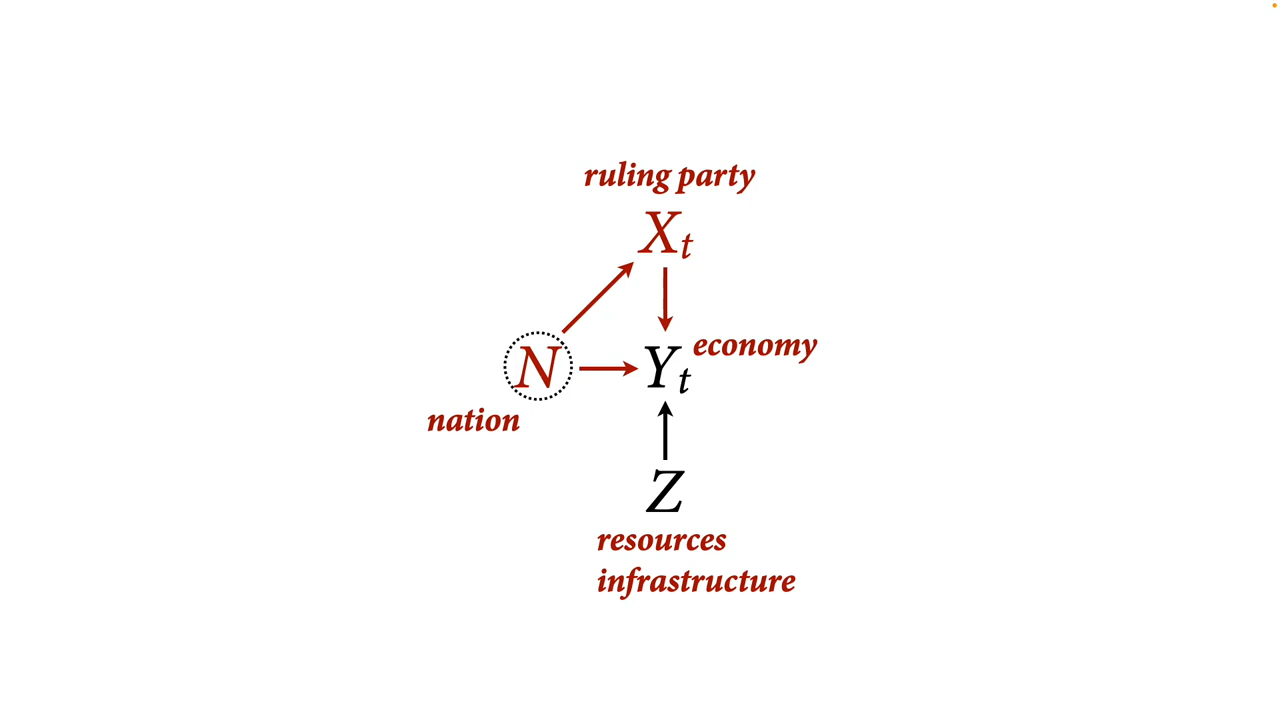 ruling party
Xt
N
Yt
economy
nation
Z
resources
infrastructure